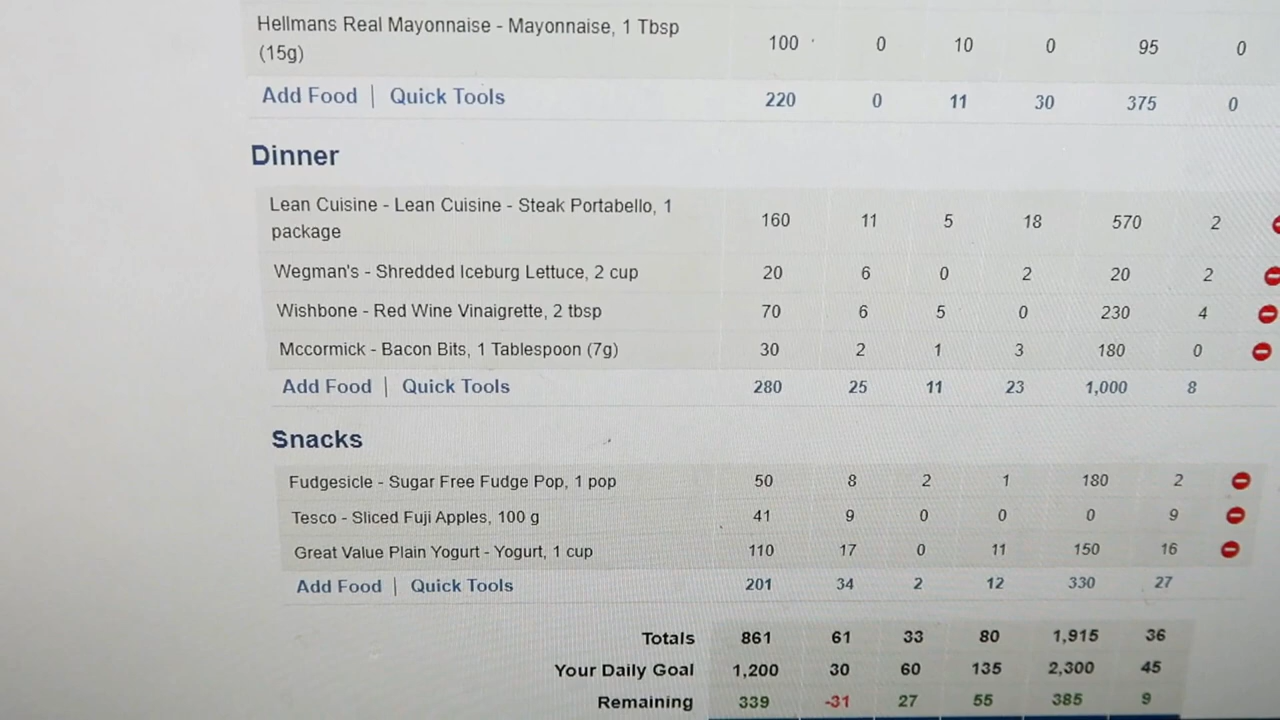 Hellmans Real Mayonnaise - Mayonnaise, 1 Tbsp
(15g) 100 0 10 0 95 0
Add Food | Quick Tools 220 0 11 30 375 0
Dinner
Lean Cuisine - Lean Cuisine - Steak Portabello, 1
package 160 11 5 18 570 2
Wegman's - Shredded Iceburg Lettuce, 2 cup 20 6 0 2 20 2
Wishbone - Red Wine Vinaigrette, 2 tbsp 70 6 5 0 230 4
Mccormick - Bacon Bits, 1 Tablespoon (7g) 30 2 1 3 180 0
Add Food | Quick Tools 280 25 11 23 1,000 8
Snacks
Fudgesicle - Sugar Free Fudge Pop, 1 pop 50 8 2 1 180 2
Tesco - Sliced Fuji Apples, 100 g 41 9 0 0 0 9
Great Value Plain Yogurt - Yogurt, 1 cup 110 17 0 11 150 16
Add Food | Quick Tools 201 34 2 12 330 27
Totals 861 61 33 80 1,915 36
Your Daily Goal 1,200 30 60 135 2,300 45
Remaining 339 -31 27 55 385 9